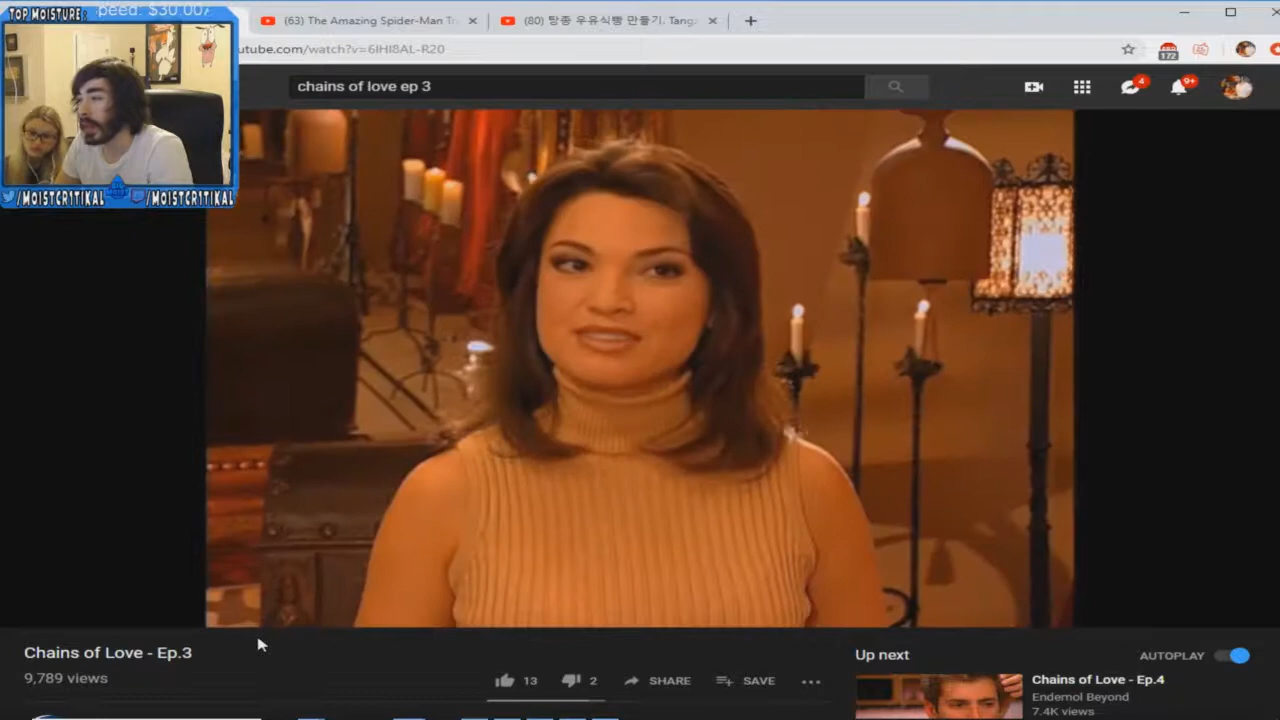 TOP MOISTURE:
peed: $30.00
(63) The Amazing Spider-Man Tr
(80) 탕종 우유식빵 만들기. Tang
utube.com/watch?v=6IHI8AL-R20
172
chains of love ep 3
4
9+
/MOISTCR1TIKAL
/MOISTCR1TIKAL
Chains of Love - Ep.3
9,789 views
13
2
SHARE
SAVE
Up next
AUTOPLAY
Chains of Love - Ep.4
Endemol Beyond
7.4K views